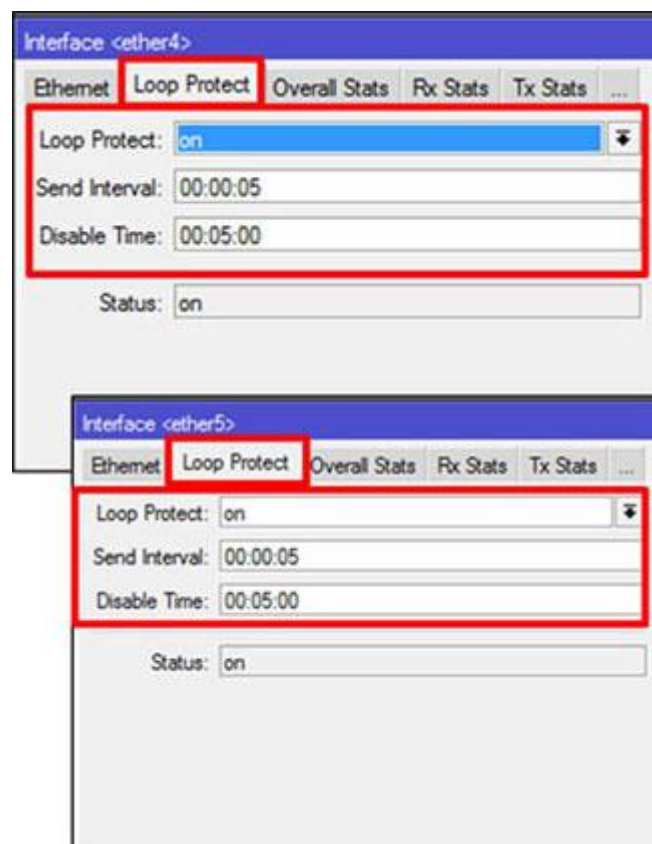 Interface <ether4>
Ethernet Loop Protect Overall Stats Rx Stats Tx Stats ...
Loop Protect: on
Send Interval: 00:00:05
Disable Time: 00:05:00
Status: on
Interface <ether5>
Ethernet Loop Protect Overall Stats Rx Stats Tx Stats ...
Loop Protect: on
Send Interval: 00:00:05
Disable Time: 00:05:00
Status: on